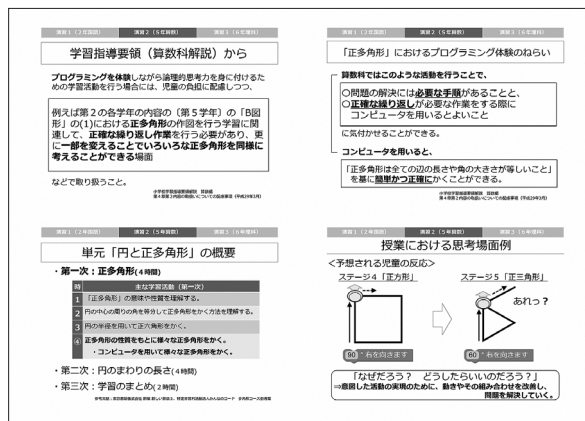 演習1(2年国語) 演習2(5年算数) 演習3(6年理科)
学習指導要領(算数科解説)から
プログラミングを体験しながら論理的思考力を身に付けるた
めの学習活動を行う場合には、児童の負担に配慮しつつ、
例えば第2の各学年の内容の〔第5学年〕の「B図
形」の(1)における正多角形の作図を行う学習に関
連して、正確な繰り返し作業を行う必要があり、更
に一部を変えることでいろいろな正多角形を同様に
考えることができる場面
などで取り扱うこと。
小学校学習指導要領解説 算数編
演習1(2年国語) 演習2(5年算数) 演習3(6年理科)
「正多角形」におけるプログラミング体験のねらい
算数科ではこのような活動を行うことで、
○問題の解決には必要な手順があることと、
○正確な繰り返しが必要な作業をする際に
コンピュータを用いるとよいこと
に気付かせることができる。
コンピュータを用いると、
「正多角形は全ての辺の長さや角の大きさが等しいこと」
を基に簡単かつ正確にかくことができる。
小学校学習指導要領解説 算数編
演習1(2年国語) 演習2(5年算数) 演習3(6年理科)
単元「円と正多角形」の概要
・第一次:正多角形(4時間)
時 主な学習活動(第一次)
1 「正多角形」の意味や性質を理解する。
2 円の中心の周りの角を等分して正多角形をかく方法を理解する。
3 円の半径を用いて正六角形をかく。
④ 正多角形の性質をもとに様々な正多角形をかく。
・コンピュータを用いて様々な正多角形をかく。
・第二次:円のまわりの長さ(4時間)
・第三次:学習のまとめ(2時間)
演習1(2年国語) 演習2(5年算数) 演習3(6年理科)
授業における思考場面例
<予想される児童の反応>
ステージ4「正方形」 ステージ5「正三角形」
あれっ?
90 °右を向きます 60 °右を向きます
「なぜだろう? どうしたらいいのだろう?」
⇒意図した活動の実現のために、動きやその組み合わせを改善し、
問題を解決していく。